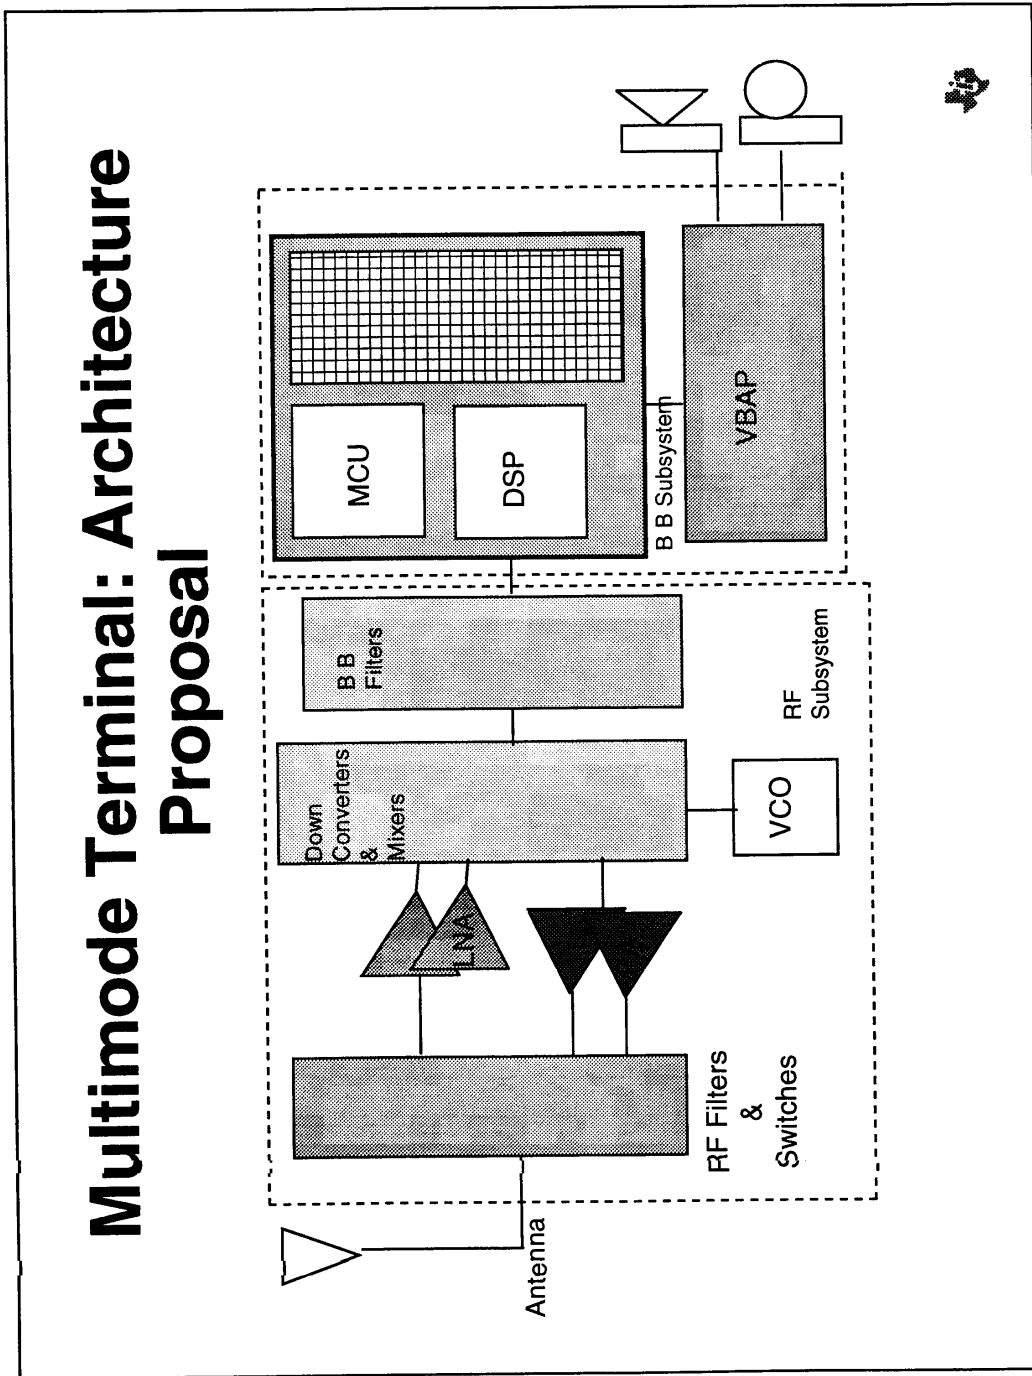 Multimode Terminal: Architecture
Proposal
Antenna
RF Filters
&
Switches
LNA
Down
Converters
&
Mixers
VCO
B B
Filters
RF
Subsystem
MCU
DSP
B B Subsystem
VBAP